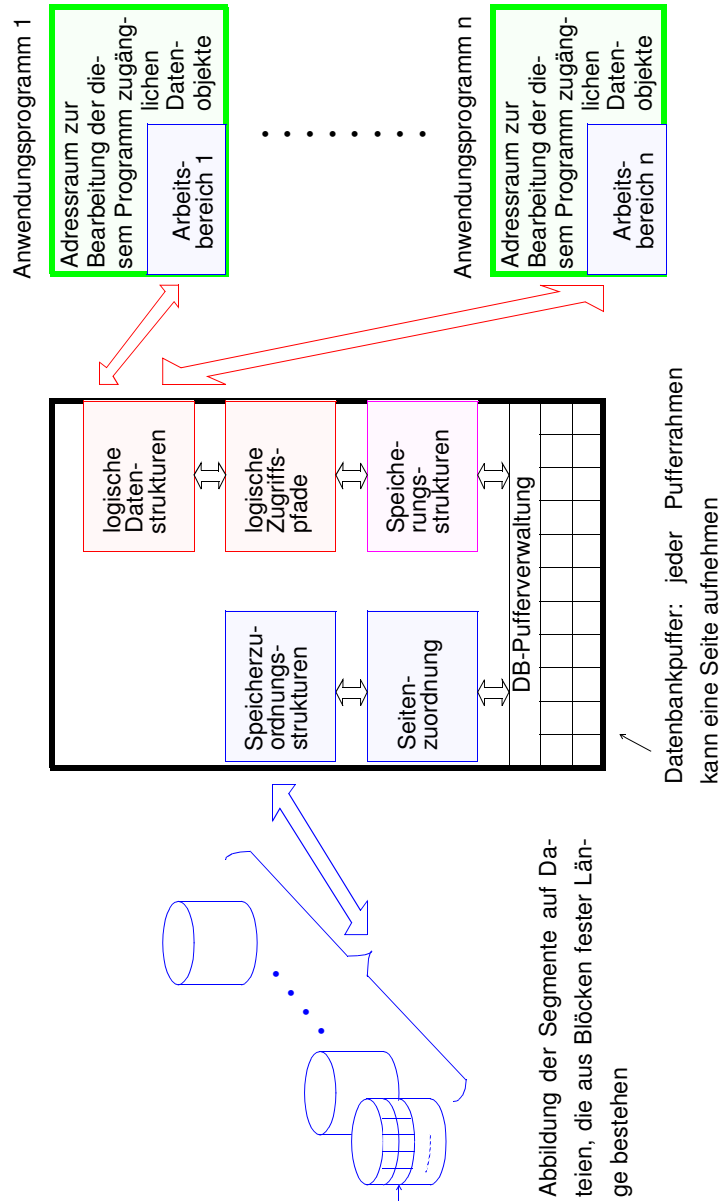 Anwendungsprogramm 1
Adressraum zur
Bearbeitung der die-
sem Programm zugäng-
lichen
Daten-
objekte
Arbeits-
bereich 1
Anwendungsprogramm n
Adressraum zur
Bearbeitung der die-
sem Programm zugäng-
lichen
Daten-
objekte
Arbeits-
bereich n
logische
Daten-
strukturen
logische
Zugriffs-
pfade
Speiche-
rungs-
strukturen
Speicherzu-
ordnungs-
strukturen
Seiten-
zuordnung
DB-Pufferverwaltung
Datenbankpuffer: jeder Pufferrahmen
kann eine Seite aufnehmen
Abbildung der Segmente auf Da-
teien, die aus Blöcken fester Län-
ge bestehen